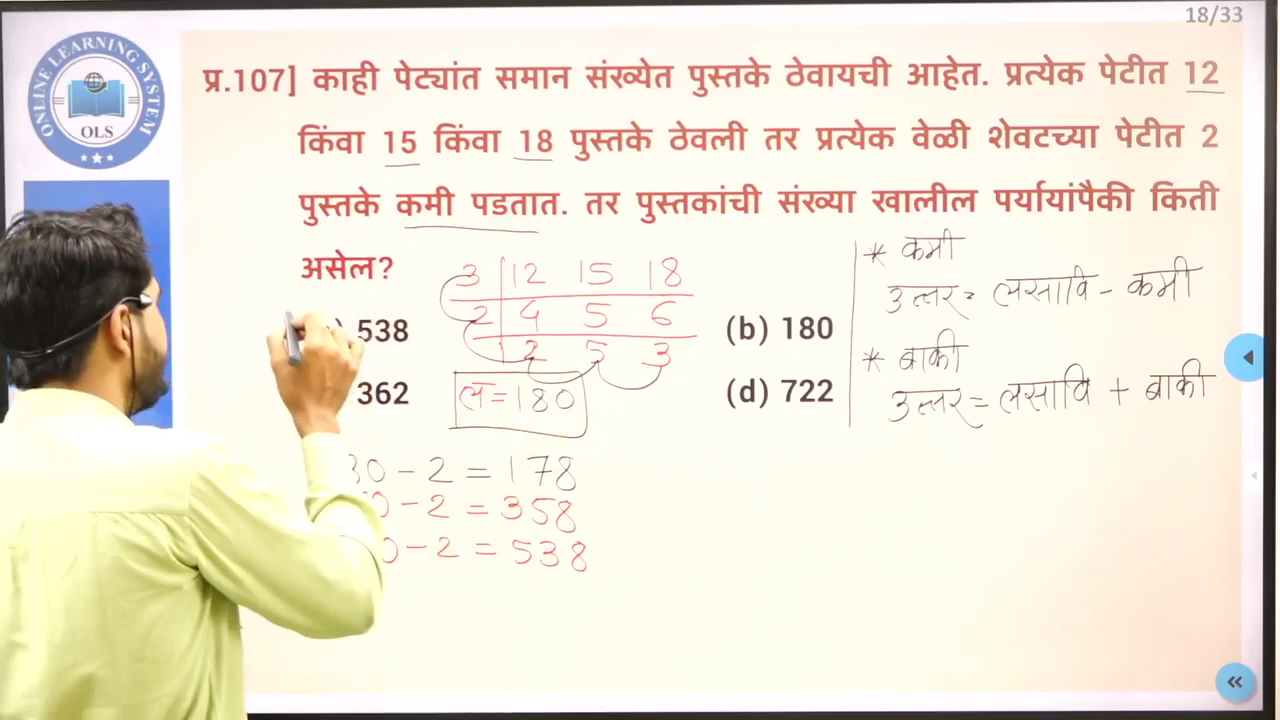 18/33
ONLINE LEARNING SYSTEM
OLS
प्र.107] काही पेट्यांत समान संख्येत पुस्तके ठेवायची आहेत. प्रत्येक पेटीत 12
किंवा 15 किंवा 18 पुस्तके ठेवली तर प्रत्येक वेळी शेवटच्या पेटीत 2
पुस्तके कमी पडतात. तर पुस्तकांची संख्या खालील पर्यायांपैकी किती
असेल?
3 12 15 18
2 4 5 6
2 5 3
ल = 180
) 538
(b) 180
362
(d) 722
* कमी
उत्तर = लसावि - कमी
* बाकी
उत्तर = लसावि + बाकी
0 - 2 = 178
0 - 2 = 358
0 - 2 = 538